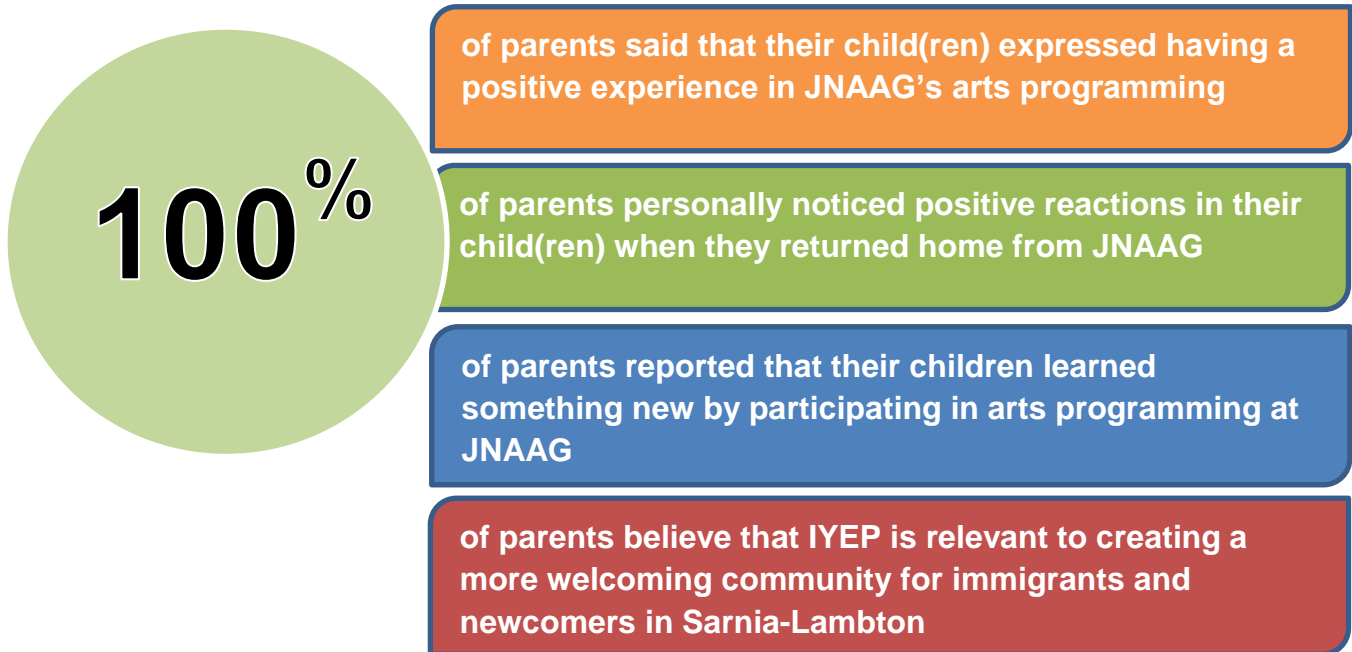 100%
of parents said that their child(ren) expressed having a
positive experience in JNAAG’s arts programming
of parents personally noticed positive reactions in their
child(ren) when they returned home from JNAAG
of parents reported that their children learned
something new by participating in arts programming at
JNAAG
of parents believe that IYEP is relevant to creating a
more welcoming community for immigrants and
newcomers in Sarnia-Lambton